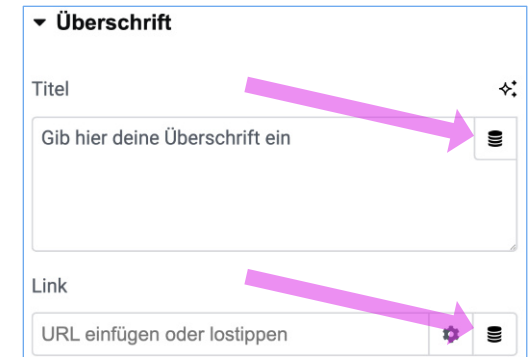 Überschrift
Titel
Gib hier deine Überschrift ein
Link
URL einfügen oder lostippen